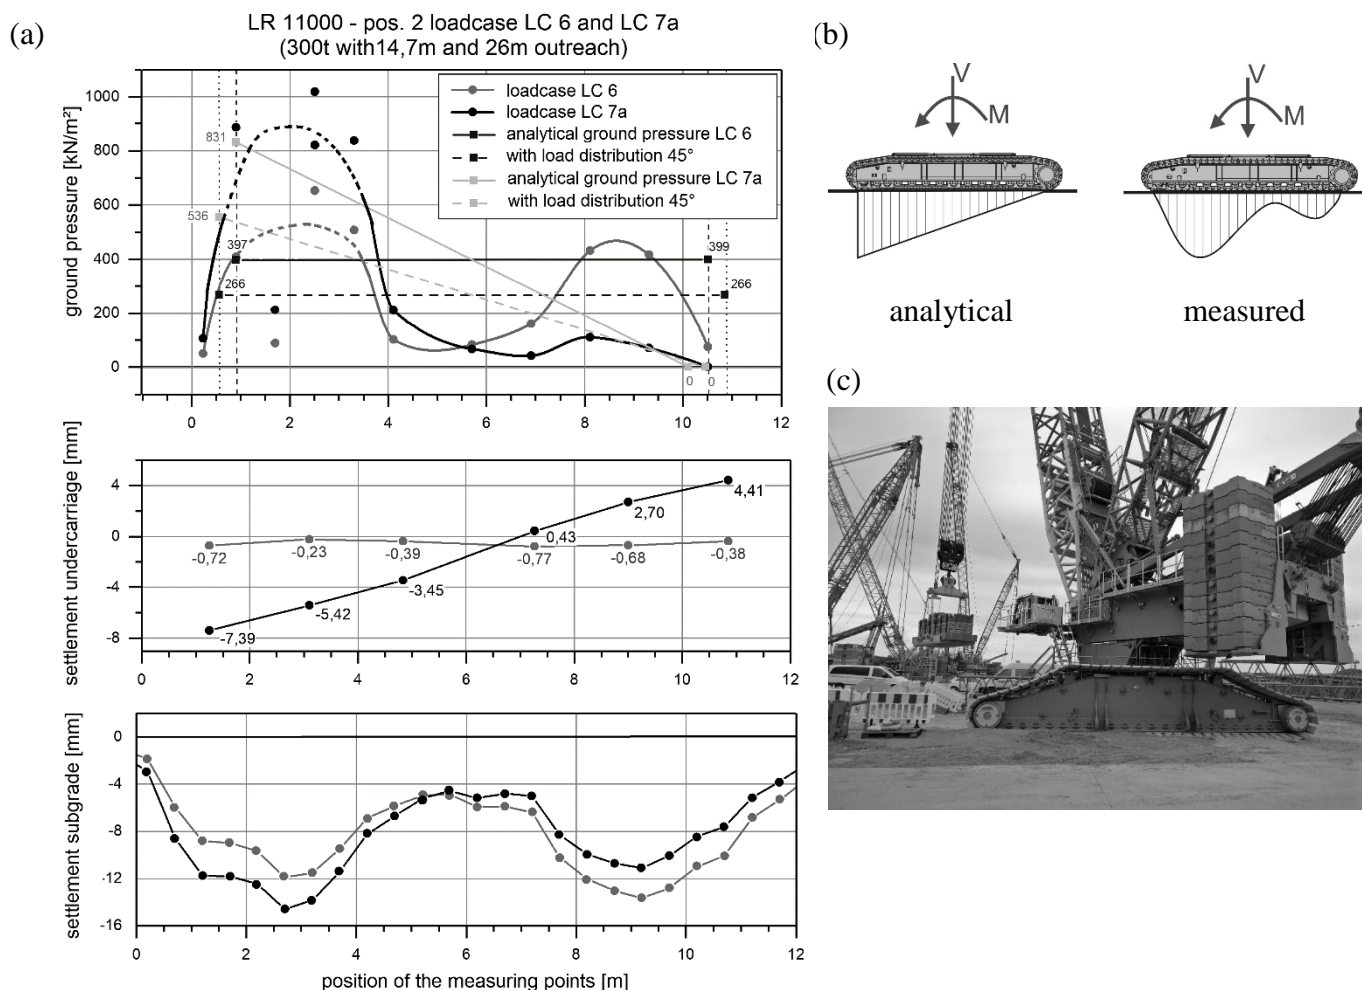 (a)
LR 11000 - pos. 2 loadcase LC 6 and LC 7a
(300t with14,7m and 26m outreach)
ground pressure [kN/m²]
1000
800
600
400
200
0
831
536
397
266
399
266
0 0
loadcase LC 6
loadcase LC 7a
analytical ground pressure LC 6
with load distribution 45°
analytical ground pressure LC 7a
with load distribution 45°
0 2 4 6 8 10 12
settlement undercarriage [mm]
4
0
-4
-8
-0,72 -0,23 -0,39 -0,77 -0,68 -0,38
-7,39 -5,42 -3,45 0,43 2,70 4,41
0 2 4 6 8 10 12
settlement subgrade [mm]
0
-4
-8
-12
-16
0 2 4 6 8 10 12
position of the measuring points [m]
(b)
V
M
analytical
V
M
measured
(c)